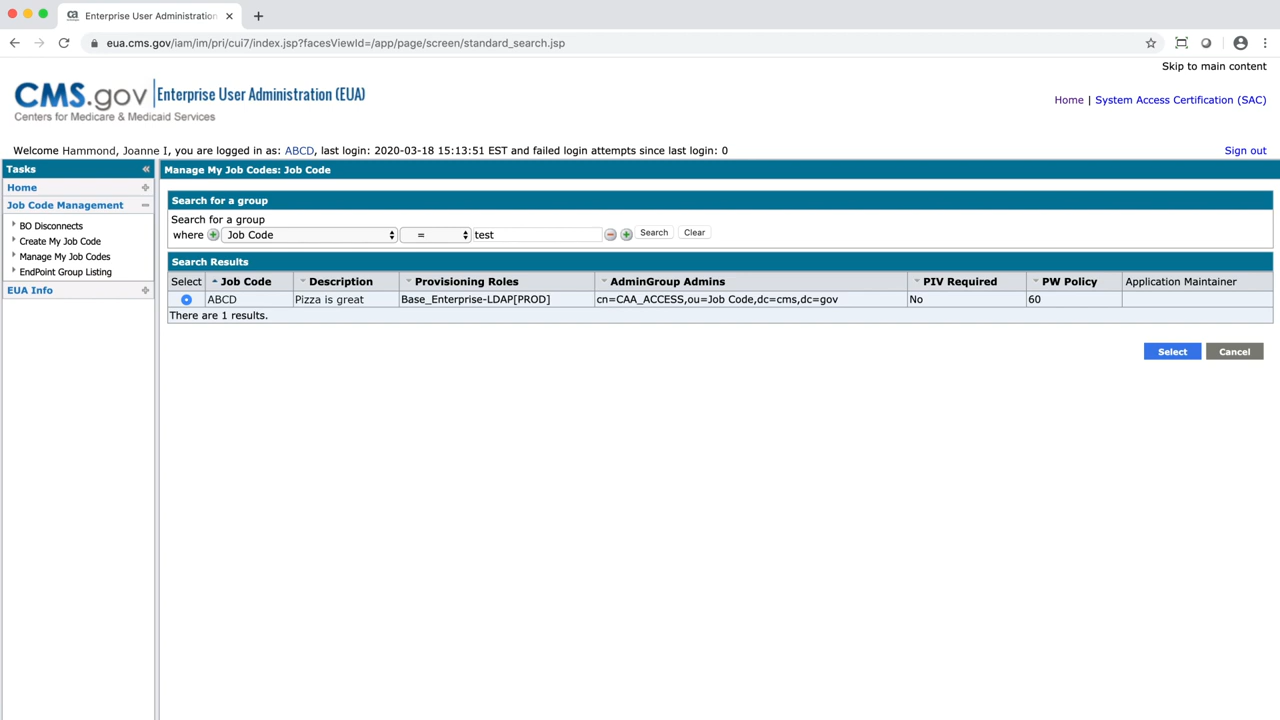 Enterprise User Administration
eua.cms.gov/iam/im/pri/cui7/index.jsp?facesViewId=/app/page/screen/standard_search.jsp
Skip to main content
CMS.gov Enterprise User Administration (EUA)
Centers for Medicare & Medicaid Services
Home | System Access Certification (SAC)
Welcome Hammond, Joanne I, you are logged in as: ABCD, last login: 2020-03-18 15:13:51 EST and failed login attempts since last login: 0
Sign out
Tasks
Home
Job Code Management
BO Disconnects
Create My Job Code
Manage My Job Codes
EndPoint Group Listing
EUA Info
Manage My Job Codes: Job Code
Search for a group
Search for a group
where Job Code = test Search Clear
Search Results
Select Job Code Description Provisioning Roles AdminGroup Admins PIV Required PW Policy Application Maintainer
ABCD Pizza is great Base_Enterprise-LDAP[PROD] cn=CAA_ACCESS,ou=Job Code,dc=cms,dc=gov No 60
There are 1 results.
Select Cancel